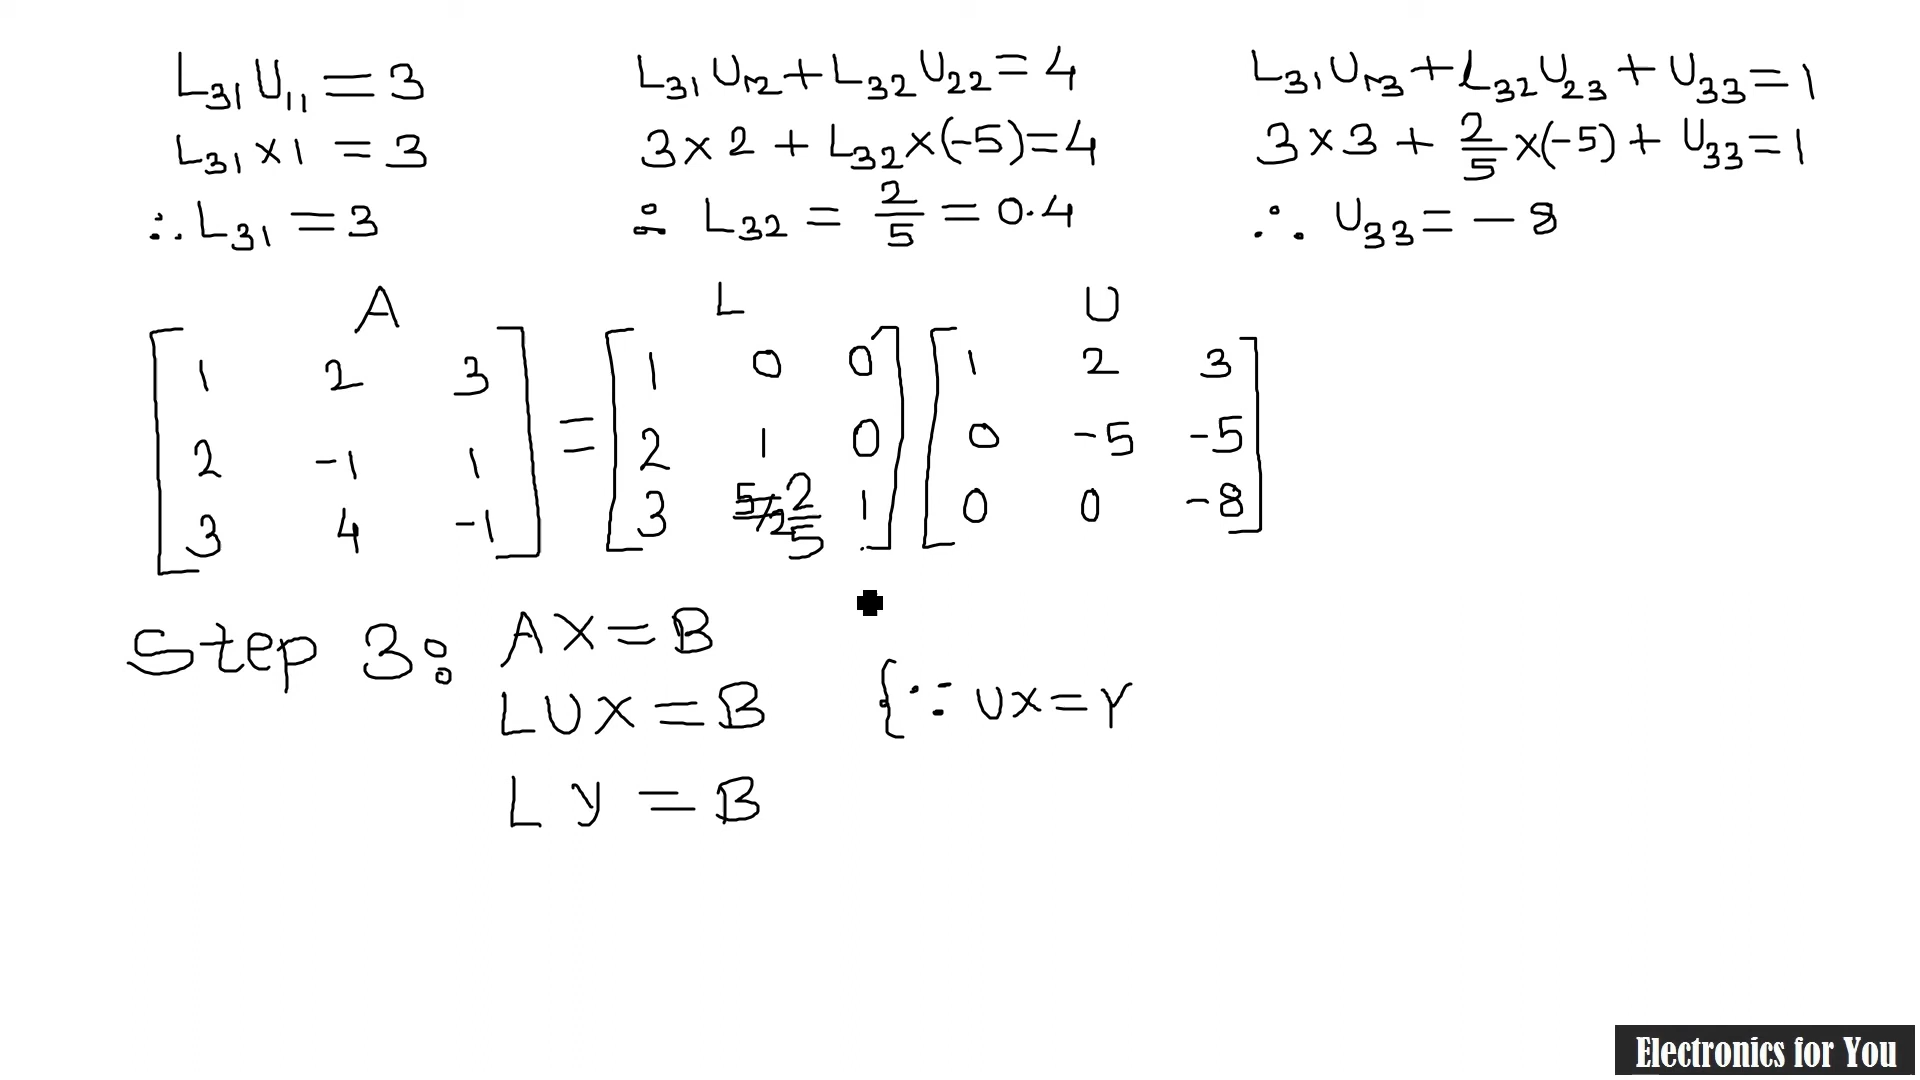 L₃₁U₁₁ = 3
L₃₁ × 1 = 3
∴ L₃₁ = 3
L₃₁U₁₂ + L₃₂U₂₂ = 4
3 × 2 + L₃₂ × (-5) = 4
∴ L₃₂ = 2/5 = 0.4
L₃₁U₁₃ + L₃₂U₂₃ + U₃₃ = 1
3 × 3 + 2/5 × (-5) + U₃₃ = 1
∴ U₃₃ = -8
A L U
[1 2 3] = [1 0 0] [1 2 3]
[2 -1 1] [2 1 0] [0 -5 -5]
[3 4 -1] [3 2/5 1] [0 0 -8]
Step 3: AX = B
LUX = B {∵ UX = Y
LY = B
Electronics for You